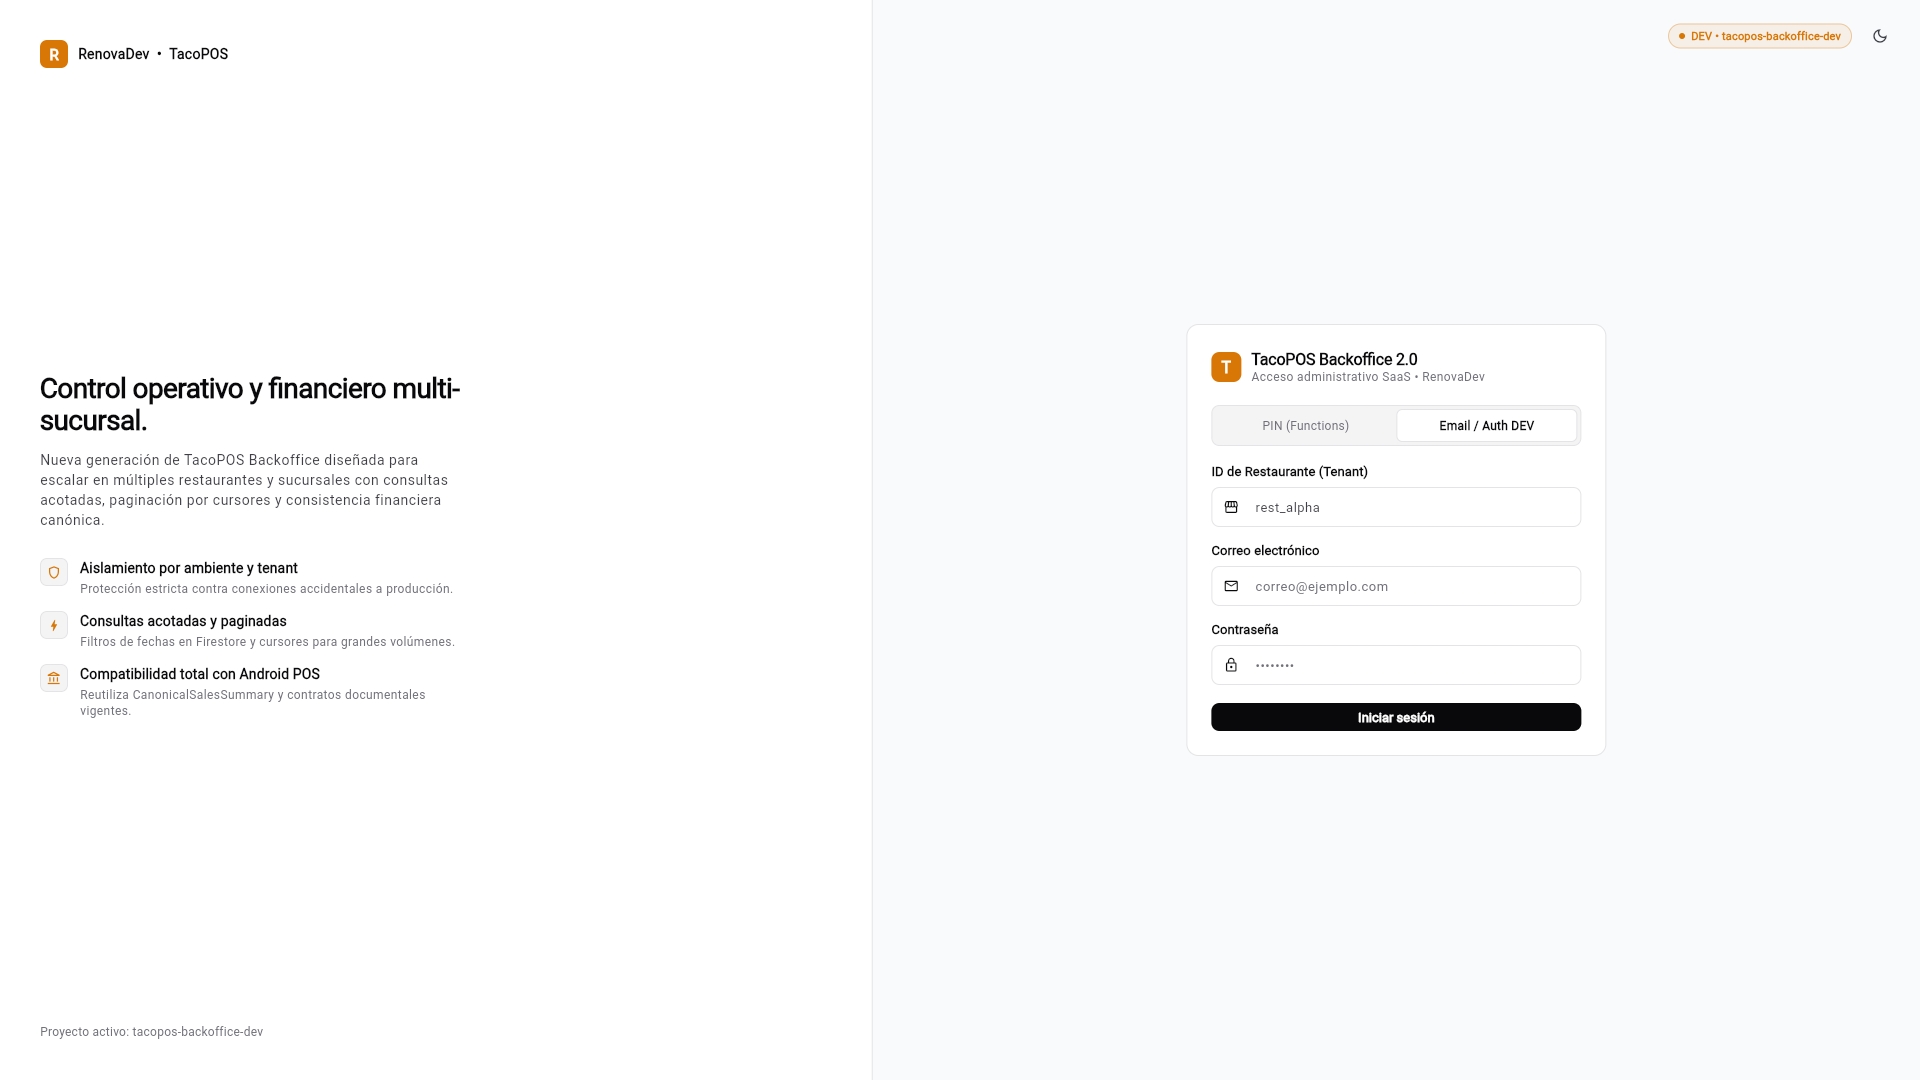 R RenovaDev • TacoPOS
Control operativo y financiero multi-
sucursal.
Nueva generación de TacoPOS Backoffice diseñada para
escalar en múltiples restaurantes y sucursales con consultas
acotadas, paginación por cursores y consistencia financiera
canónica.
Aislamiento por ambiente y tenant
Protección estricta contra conexiones accidentales a producción.
Consultas acotadas y paginadas
Filtros de fechas en Firestore y cursores para grandes volúmenes.
Compatibilidad total con Android POS
Reutiliza CanonicalSalesSummary y contratos documentales
vigentes.
Proyecto activo: tacopos-backoffice-dev
DEV • tacopos-backoffice-dev
T TacoPOS Backoffice 2.0
Acceso administrativo SaaS • RenovaDev
PIN (Functions) Email / Auth DEV
ID de Restaurante (Tenant)
rest_alpha
Correo electrónico
correo@ejemplo.com
Contraseña
••••••••
Iniciar sesión